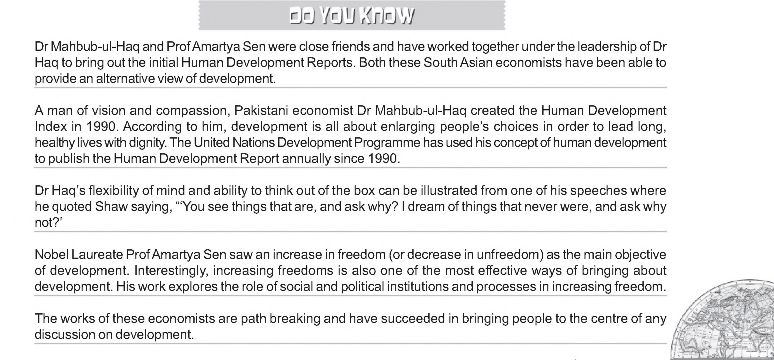 DO YOU KNOW
Dr Mahbub-ul-Haq and Prof Amartya Sen were close friends and have worked together under the leadership of Dr
Haq to bring out the initial Human Development Reports. Both these South Asian economists have been able to
provide an alternative view of development.
A man of vision and compassion, Pakistani economist Dr Mahbub-ul-Haq created the Human Development
Index in 1990. According to him, development is all about enlarging people's choices in order to lead long,
healthy lives with dignity. The United Nations Development Programme has used his concept of human development
to publish the Human Development Report annually since 1990.
Dr Haq's flexibility of mind and ability to think out of the box can be illustrated from one of his speeches where
he quoted Shaw saying, “‘You see things that are, and ask why? I dream of things that never were, and ask why
not?’
Nobel Laureate Prof Amartya Sen saw an increase in freedom (or decrease in unfreedom) as the main objective
of development. Interestingly, increasing freedoms is also one of the most effective ways of bringing about
development. His work explores the role of social and political institutions and processes in increasing freedom.
The works of these economists are path breaking and have succeeded in bringing people to the centre of any
discussion on development.